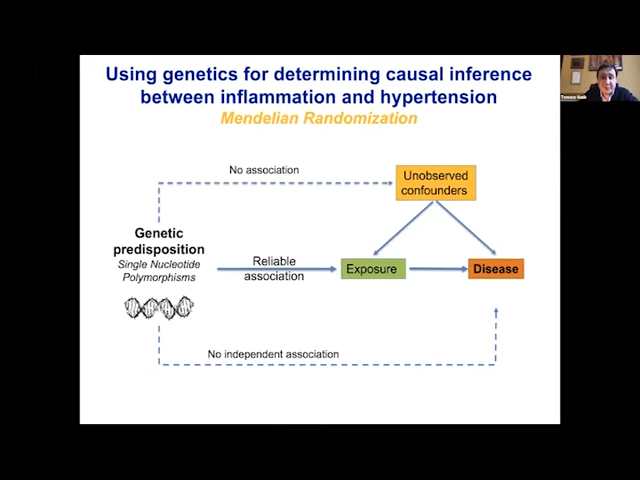 Using genetics for determining causal inference
between inflammation and hypertension
Mendelian Randomization
No association
Unobserved
confounders
Genetic
predisposition
Single Nucleotide
Polymorphisms
Reliable
association
Exposure
Disease
No independent association